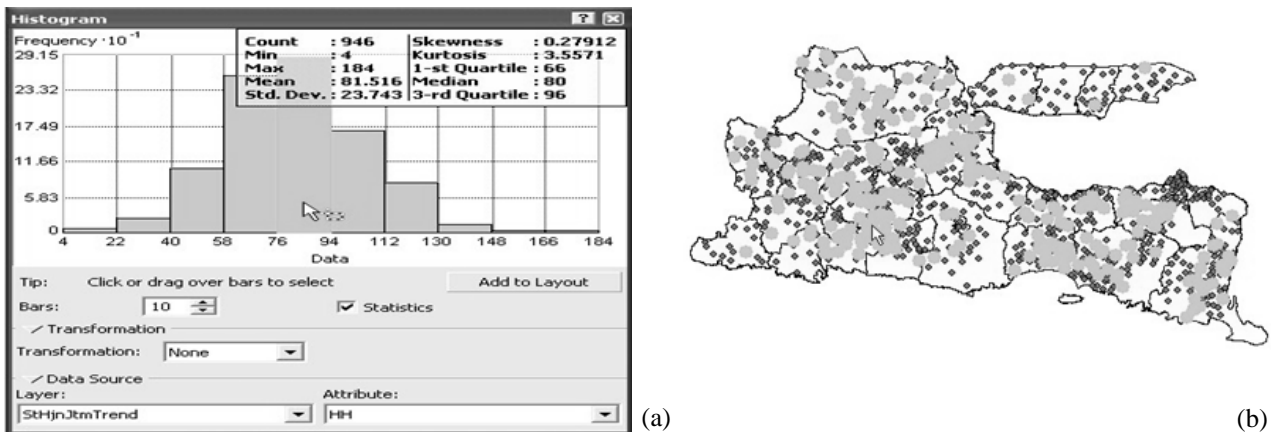 Histogram
Frequency · 10 -1
29.15
23.32
17.49
11.66
5.83
0
Count : 946
Min : 4
Max : 184
Mean : 81.516
Std. Dev. : 23.743
Skewness : 0.27912
Kurtosis : 3.5571
1-st Quartile : 66
Median : 80
3-rd Quartile : 96
4 22 40 58 76 94 112 130 148 166 184
Data
Tip: Click or drag over bars to select
Add to Layout
Bars: 10
Statistics
Transformation
Transformation: None
Data Source
Layer: Attribute:
StHjnJtmTrend HH
(a) (b)